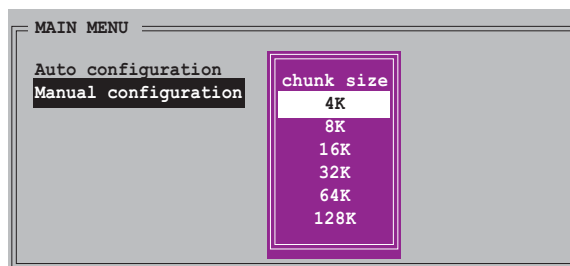 MAIN MENU
Auto configuration
Manual configuration
chunk size
4K
8K
16K
32K
64K
128K